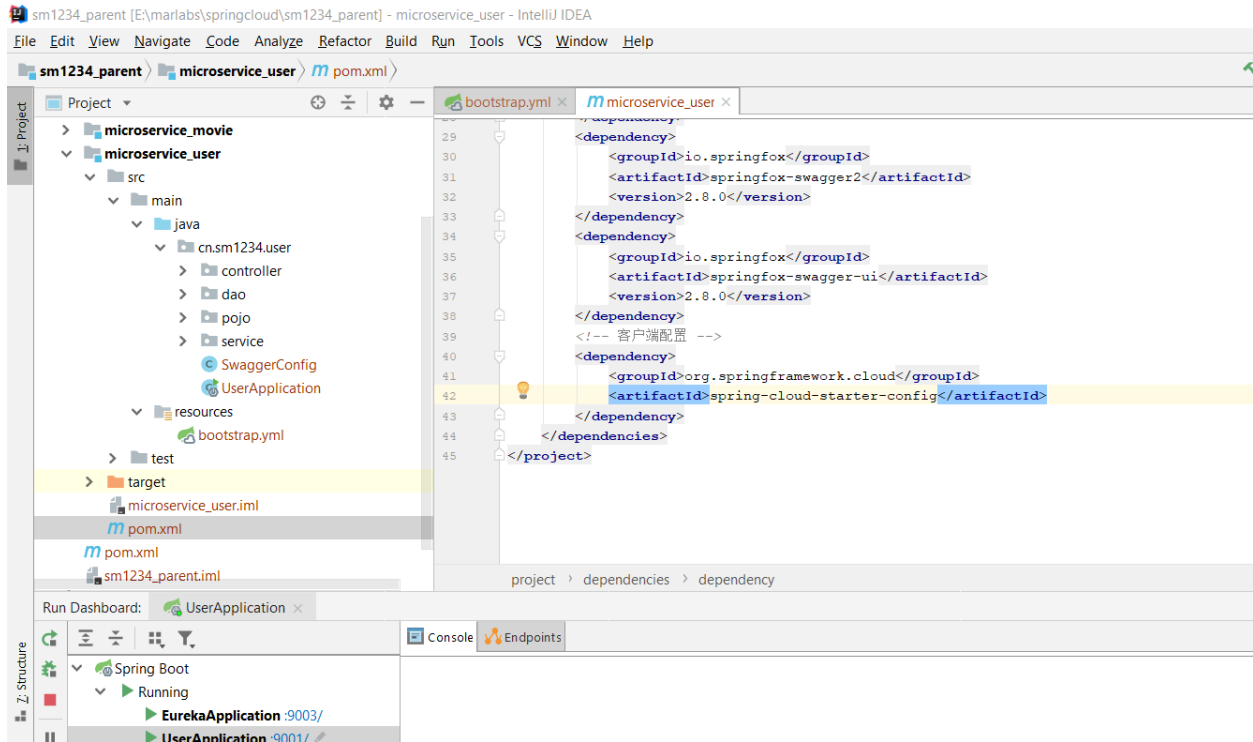 sm1234_parent [E:\marlabs\springcloud\sm1234_parent] - microservice_user - IntelliJ IDEA
File Edit View Navigate Code Analyze Refactor Build Run Tools VCS Window Help
sm1234_parent microservice_user pom.xml
Project
bootstrap.yml
microservice_user
1: Project
microservice_movie
microservice_user
src
main
java
cn.sm1234.user
controller
dao
pojo
service
SwaggerConfig
UserApplication
resources
bootstrap.yml
test
target
microservice_user.iml
pom.xml
pom.xml
sm1234_parent.iml
28 </dependency>
29 <dependency>
30 <groupId>io.springfox</groupId>
31 <artifactId>springfox-swagger2</artifactId>
32 <version>2.8.0</version>
33 </dependency>
34 <dependency>
35 <groupId>io.springfox</groupId>
36 <artifactId>springfox-swagger-ui</artifactId>
37 <version>2.8.0</version>
38 </dependency>
39 <!-- 客户端配置 -->
40 <dependency>
41 <groupId>org.springframework.cloud</groupId>
42 <artifactId>spring-cloud-starter-config</artifactId>
43 </dependency>
44 </dependencies>
45 </project>
project › dependencies › dependency
Run Dashboard: UserApplication
Console Endpoints
Z: Structure
Spring Boot
Running
EurekaApplication :9003/
UserApplication :9001/